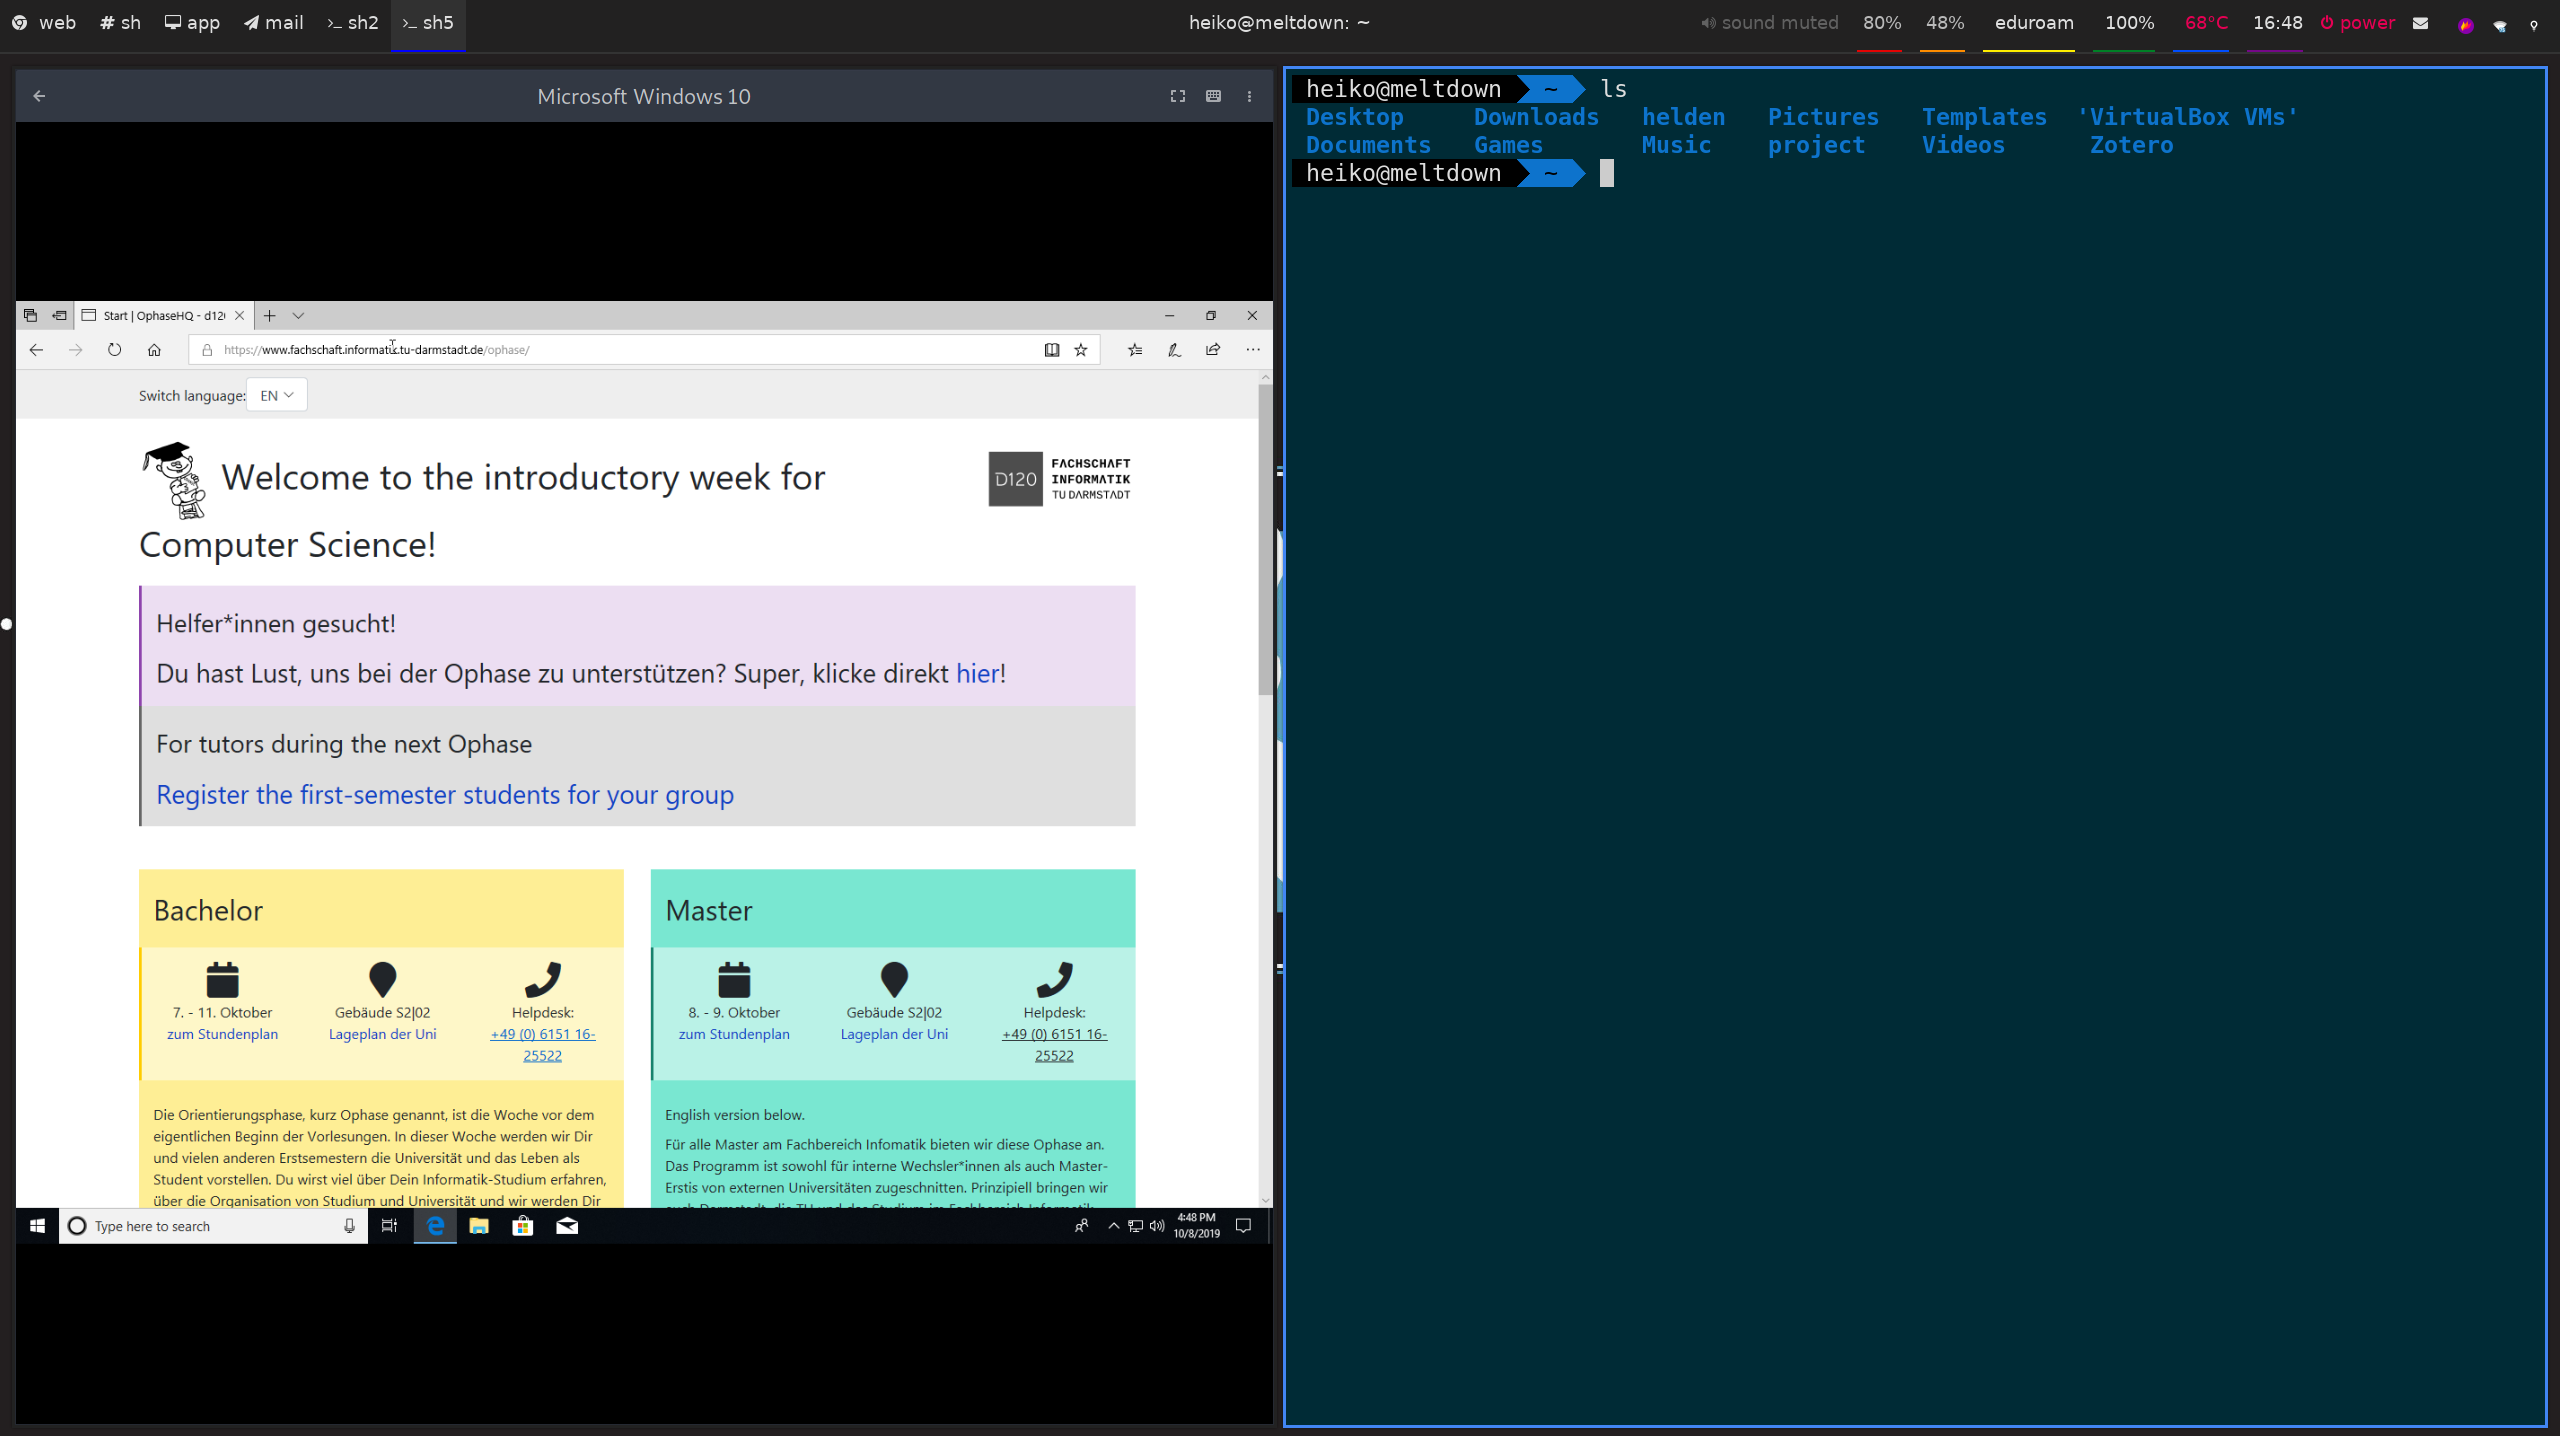 web # sh app mail >_ sh2 >_ sh5 heiko@meltdown: ~ sound muted 80% 48% eduroam 100% 68°C 16:48 power
Microsoft Windows 10
Start | OphaseHQ - d12
https://www.fachschaft.informatik.tu-darmstadt.de/ophase/
Switch language: EN
Welcome to the introductory week for
Computer Science!
D120 FACHSCHAFT
INFORMATIK
TU DARMSTADT
Helfer*innen gesucht!
Du hast Lust, uns bei der Ophase zu unterstützen? Super, klicke direkt hier!
For tutors during the next Ophase
Register the first-semester students for your group
Bachelor
7. - 11. Oktober
zum Stundenplan
Gebäude S2|02
Lageplan der Uni
Helpdesk:
+49 (0) 6151 16-
25522
Die Orientierungsphase, kurz Ophase genannt, ist die Woche vor dem
eigentlichen Beginn der Vorlesungen. In dieser Woche werden wir Dir
und vielen anderen Erstsemestern die Universität und das Leben als
Student vorstellen. Du wirst viel über Dein Informatik-Studium erfahren,
über die Organisation von Studium und Universität und wir werden Dir
Master
8. - 9. Oktober
zum Stundenplan
Gebäude S2|02
Lageplan der Uni
Helpdesk:
+49 (0) 6151 16-
25522
English version below.
Für alle Master am Fachbereich Infomatik bieten wir diese Ophase an.
Das Programm ist sowohl für interne Wechsler*innen als auch Master-
Erstis von externen Universitäten zugeschnitten. Prinzipiell bringen wir
euch Darmstadt, die TU und das Studium im Fachbereich Informatik
Type here to search
4:48 PM
10/8/2019
heiko@meltdown ~ ls
Desktop Downloads helden Pictures Templates 'VirtualBox VMs'
Documents Games Music project Videos Zotero
heiko@meltdown ~